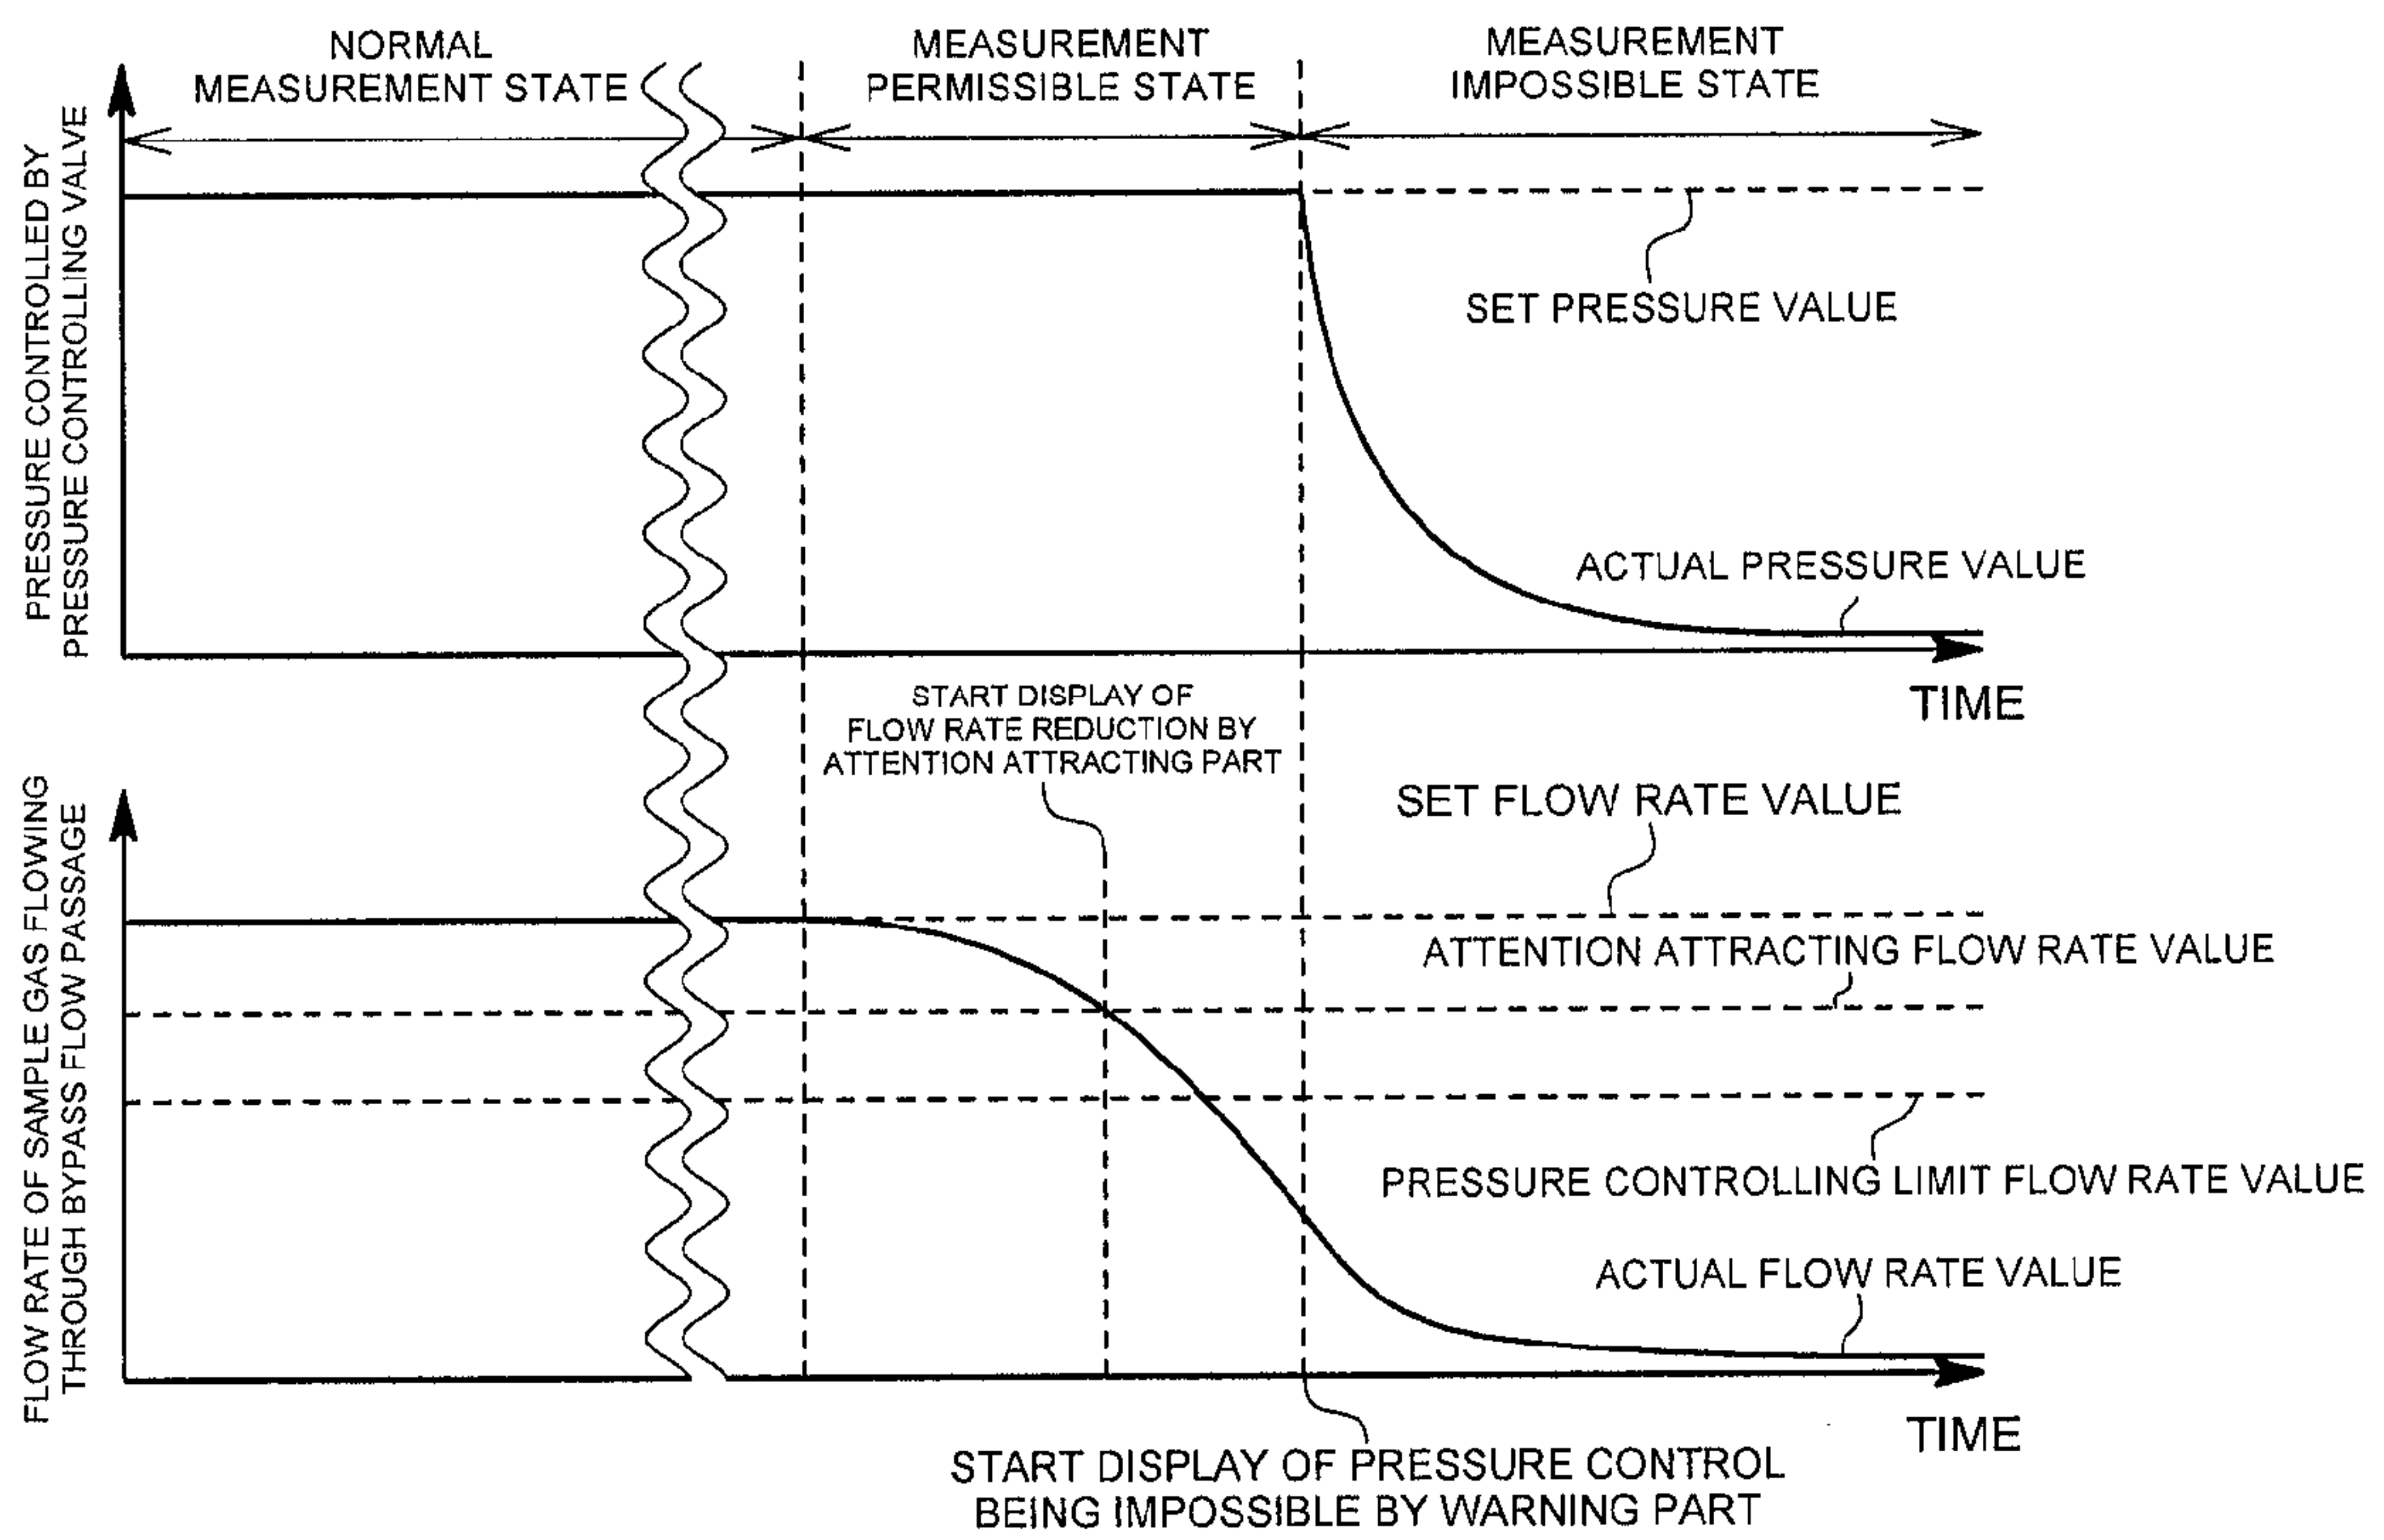 NORMAL
MEASUREMENT STATE
MEASUREMENT
PERMISSIBLE STATE
MEASUREMENT
IMPOSSIBLE STATE
PRESSURE CONTROLLED BY
PRESSURE CONTROLLING VALVE
SET PRESSURE VALUE
ACTUAL PRESSURE VALUE
TIME
START DISPLAY OF
FLOW RATE REDUCTION BY
ATTENTION ATTRACTING PART
FLOW RATE OF SAMPLE GAS FLOWING
THROUGH BYPASS FLOW PASSAGE
SET FLOW RATE VALUE
ATTENTION ATTRACTING FLOW RATE VALUE
PRESSURE CONTROLLING LIMIT FLOW RATE VALUE
ACTUAL FLOW RATE VALUE
TIME
START DISPLAY OF PRESSURE CONTROL
BEING IMPOSSIBLE BY WARNING PART